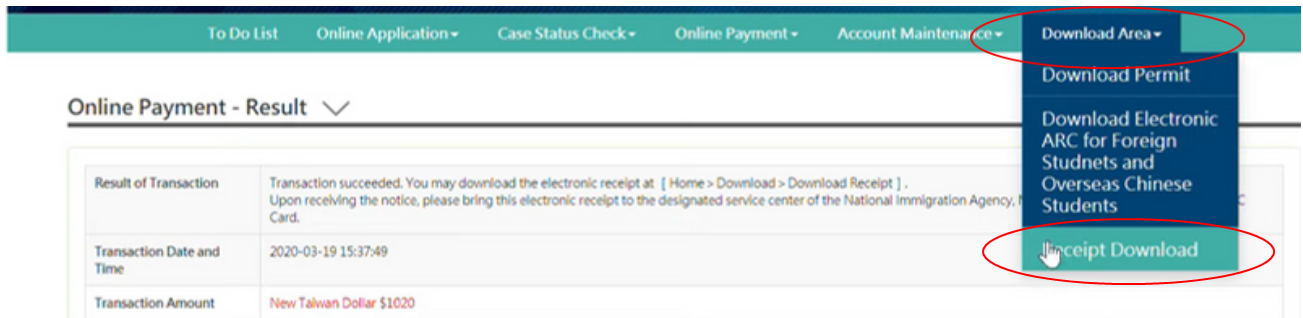 To Do List Online Application Case Status Check Online Payment Account Maintenance Download Area
Download Permit
Download Electronic
ARC for Foreign
Studnets and
Overseas Chinese
Students
Receipt Download
Online Payment - Result
Result of Transaction
Transaction succeeded. You may download the electronic receipt at [ Home > Download > Download Receipt ] .
Upon receiving the notice, please bring this electronic receipt to the designated service center of the National Immigration Agency,
Card.
Transaction Date and
Time
2020-03-19 15:37:49
Transaction Amount
New Taiwan Dollar $1020